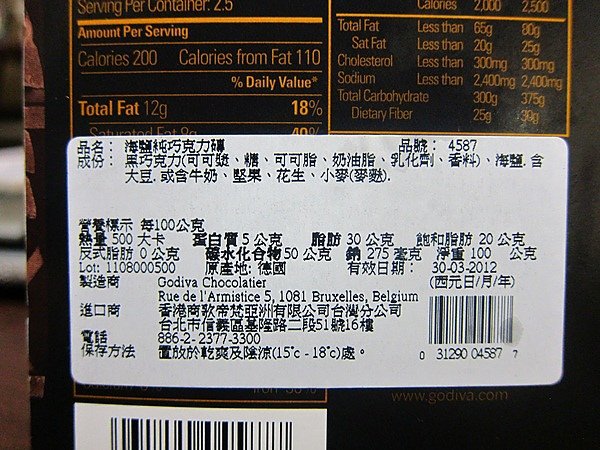 Serving Per Container: 2.5
Amount Per Serving
Calories 200 Calories from Fat 110
% Daily Value*
Total Fat 12g 18%
Saturated Fat 9g 40%
Calories 2,000 2,500
Total Fat Less than 65g 80g
Sat Fat Less than 20g 25g
Cholesterol Less than 300mg 300mg
Sodium Less than 2,400mg 2,400mg
Total Carbohydrate 300g 375g
Dietary Fiber 25g 30g
品名: 海鹽純巧克力磚 品號: 4587
成份: 黑巧克力(可可漿、糖、可可脂、奶油脂、乳化劑、香料)、海鹽. 含
大豆. 或含牛奶、堅果、花生、小麥(麥麩).
營養標示 每100公克
熱量 500 大卡 蛋白質 5 公克 脂肪 30 公克 飽和脂肪 20 公克
反式脂肪 0 公克 碳水化合物 50 公克 鈉 275 毫克 淨重 100 公克
Lot: 1108000500 原產地: 德國 有效日期: 30-03-2012
製造商 Godiva Chocolatier (西元日/月/年)
Rue de l'Armistice 5, 1081 Bruxelles, Belgium
進口商 香港商歌帝梵亞洲有限公司台灣分公司
台北市信義區基隆路二段51號16樓
電話 886-2- 2377-3300
保存方法 置放於乾爽及陰涼(15°c - 18°c)處。
0 31290 04587 7
www.godiva.com